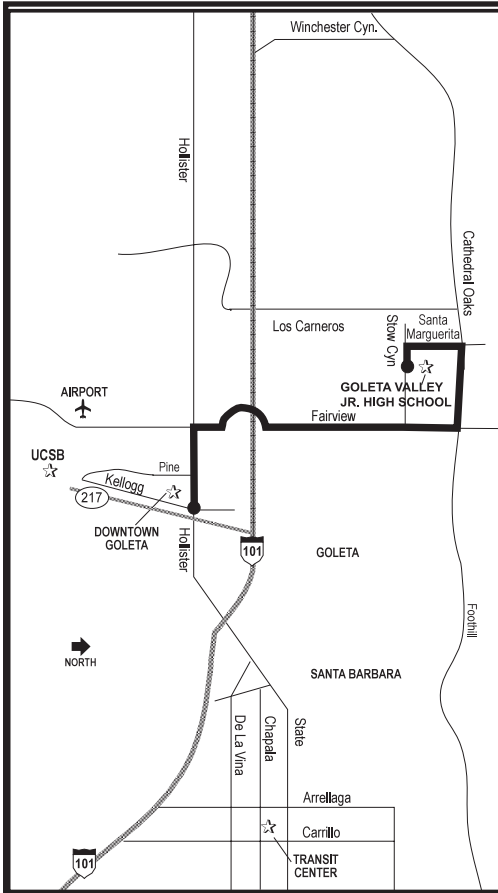 Winchester Cyn.
Hollister
Cathedral Oaks
Los Carneros
Stow Cyn
Santa
Marguerita
GOLETA VALLEY
JR. HIGH SCHOOL
AIRPORT
Fairview
UCSB
Pine
Kellogg
217
DOWNTOWN
GOLETA
Hollister
101
GOLETA
Foothill
NORTH
SANTA BARBARA
De La Vina
Chapala
State
Arrellaga
Carrillo
TRANSIT
CENTER
101